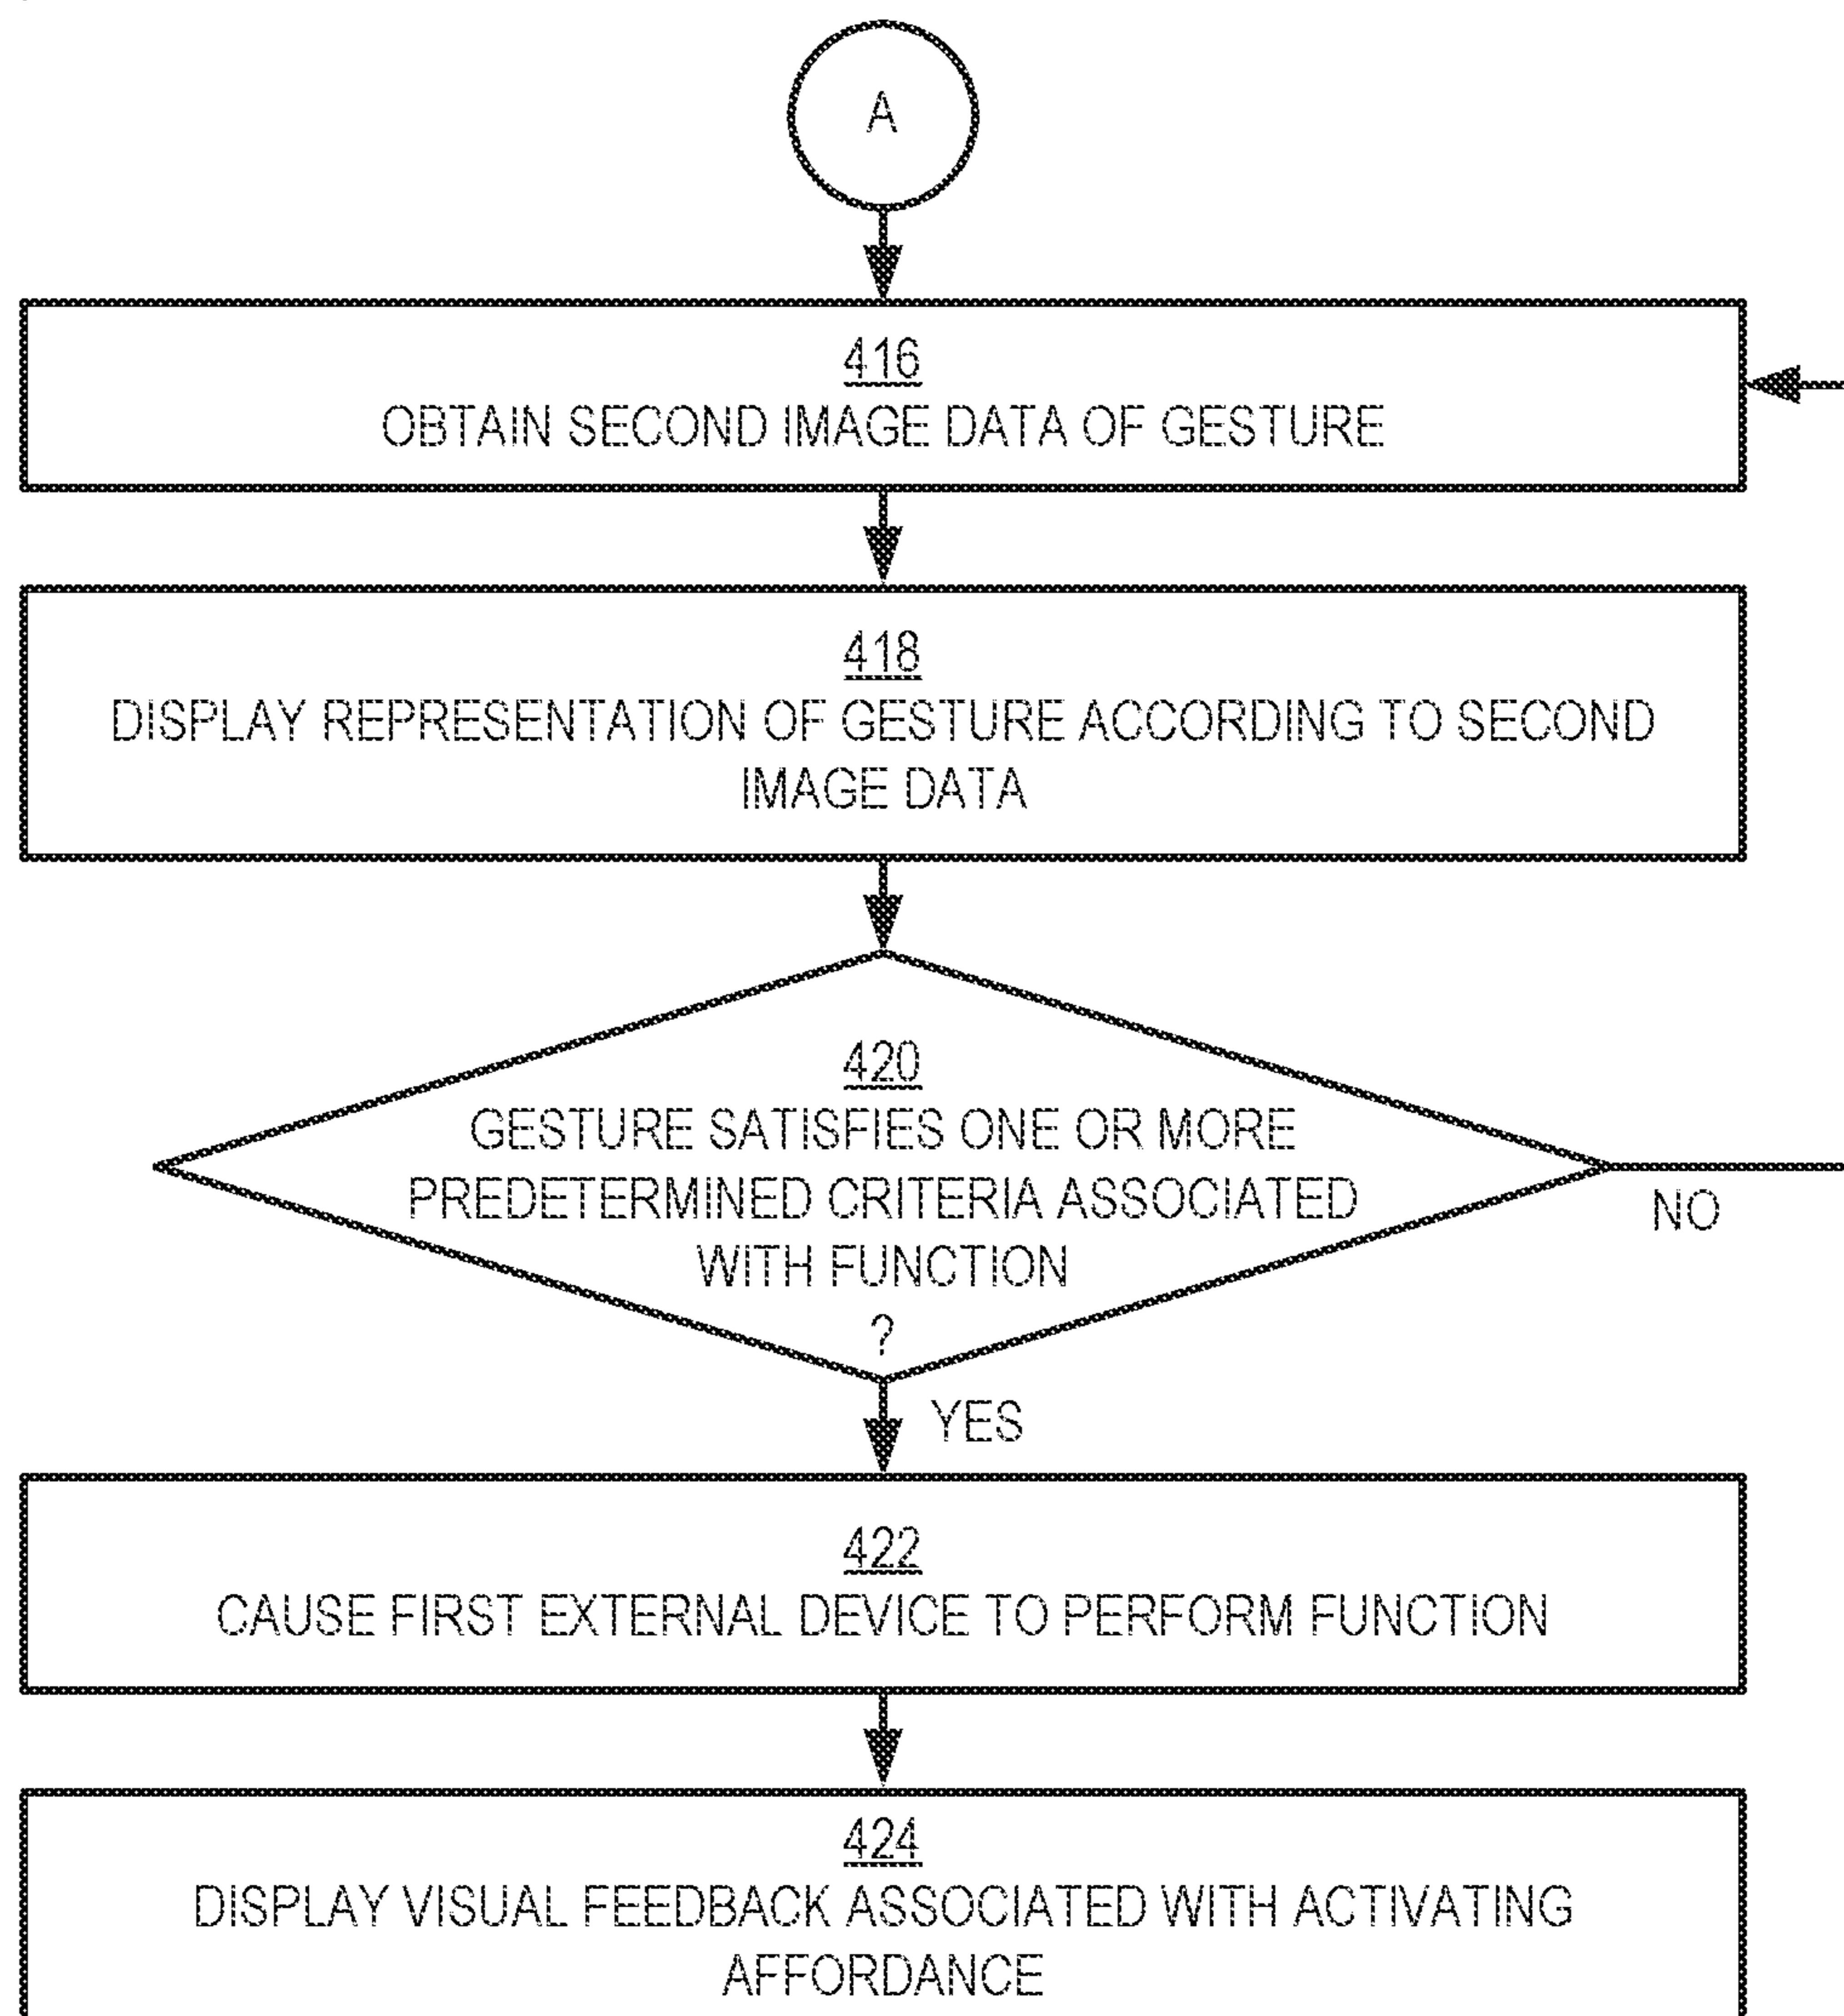 A
416
OBTAIN SECOND IMAGE DATA OF GESTURE
418
DISPLAY REPRESENTATION OF GESTURE ACCORDING TO SECOND
IMAGE DATA
420
GESTURE SATISFIES ONE OR MORE
PREDETERMINED CRITERIA ASSOCIATED
WITH FUNCTION
?
NO
YES
422
CAUSE FIRST EXTERNAL DEVICE TO PERFORM FUNCTION
424
DISPLAY VISUAL FEEDBACK ASSOCIATED WITH ACTIVATING
AFFORDANCE